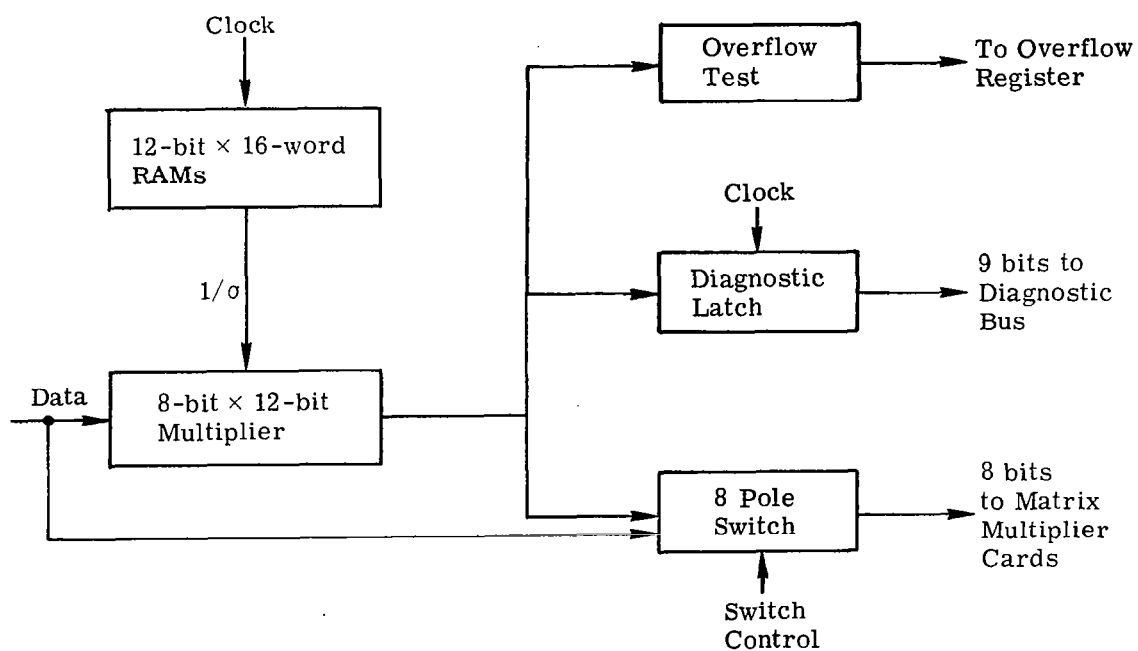 Clock
12-bit × 16-word
RAMs
1/σ
Data
8-bit × 12-bit
Multiplier
Overflow
Test
To Overflow
Register
Clock
Diagnostic
Latch
9 bits to
Diagnostic
Bus
8 Pole
Switch
8 bits
to Matrix
Multiplier
Cards
Switch
Control